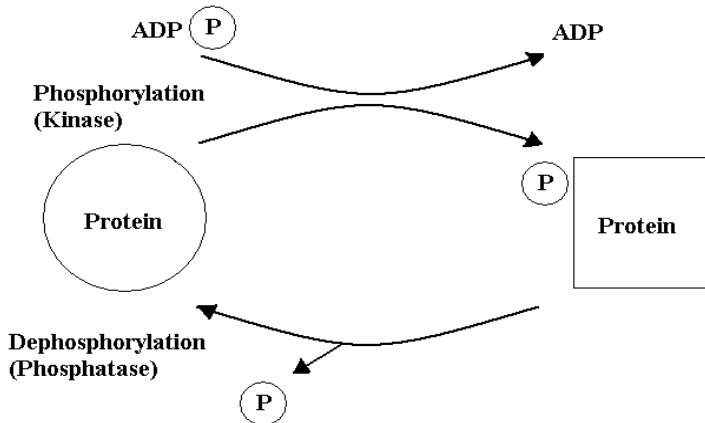 ADP P
ADP
Phosphorylation
(Kinase)
P
Protein
Protein
Dephosphorylation
(Phosphatase)
P